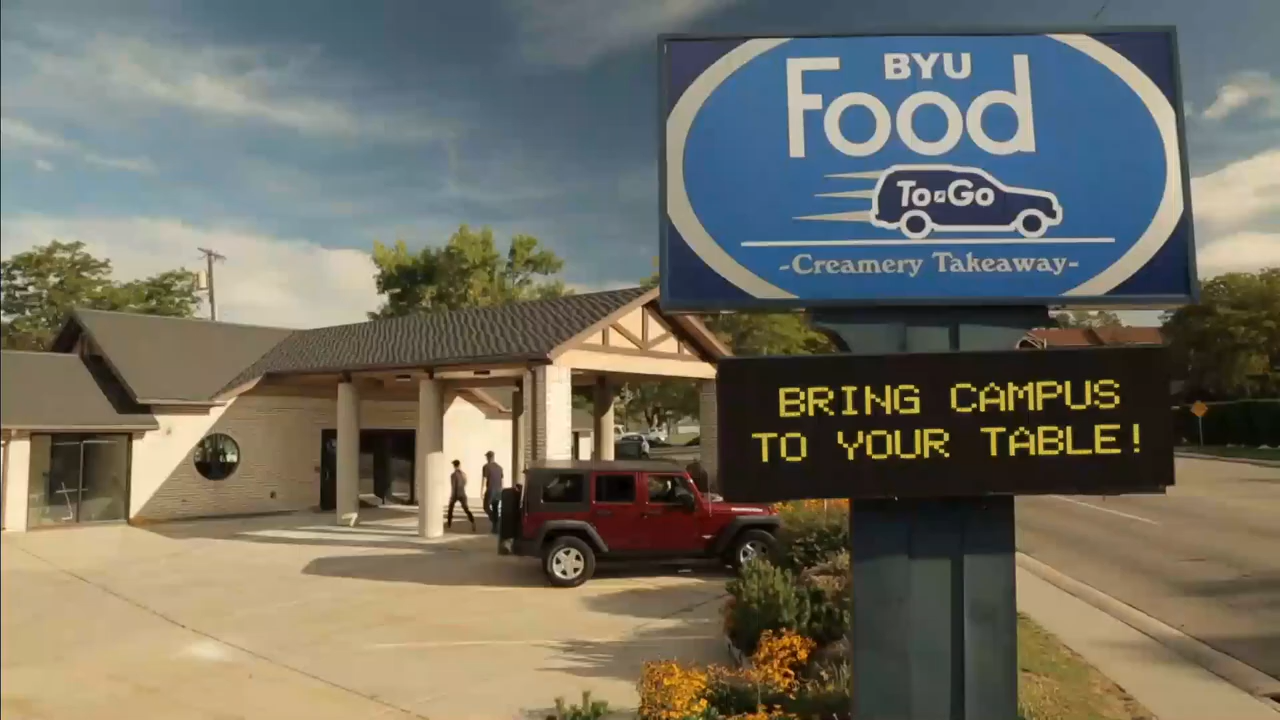 BYU
Food
To-Go
-Creamery Takeaway-
BRING CAMPUS
TO YOUR TABLE!